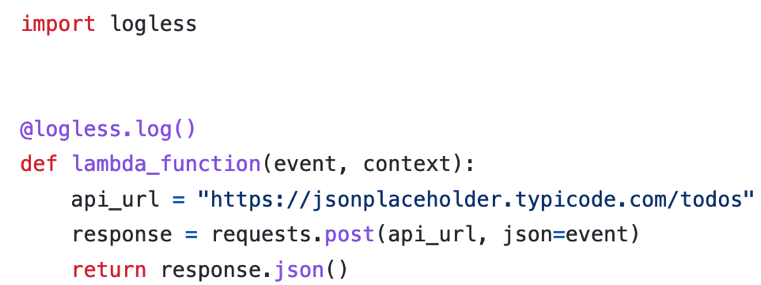 import logless
@logless.log()
def lambda_function(event, context):
    api_url = "https://jsonplaceholder.typicode.com/todos"
    response = requests.post(api_url, json=event)
    return response.json()